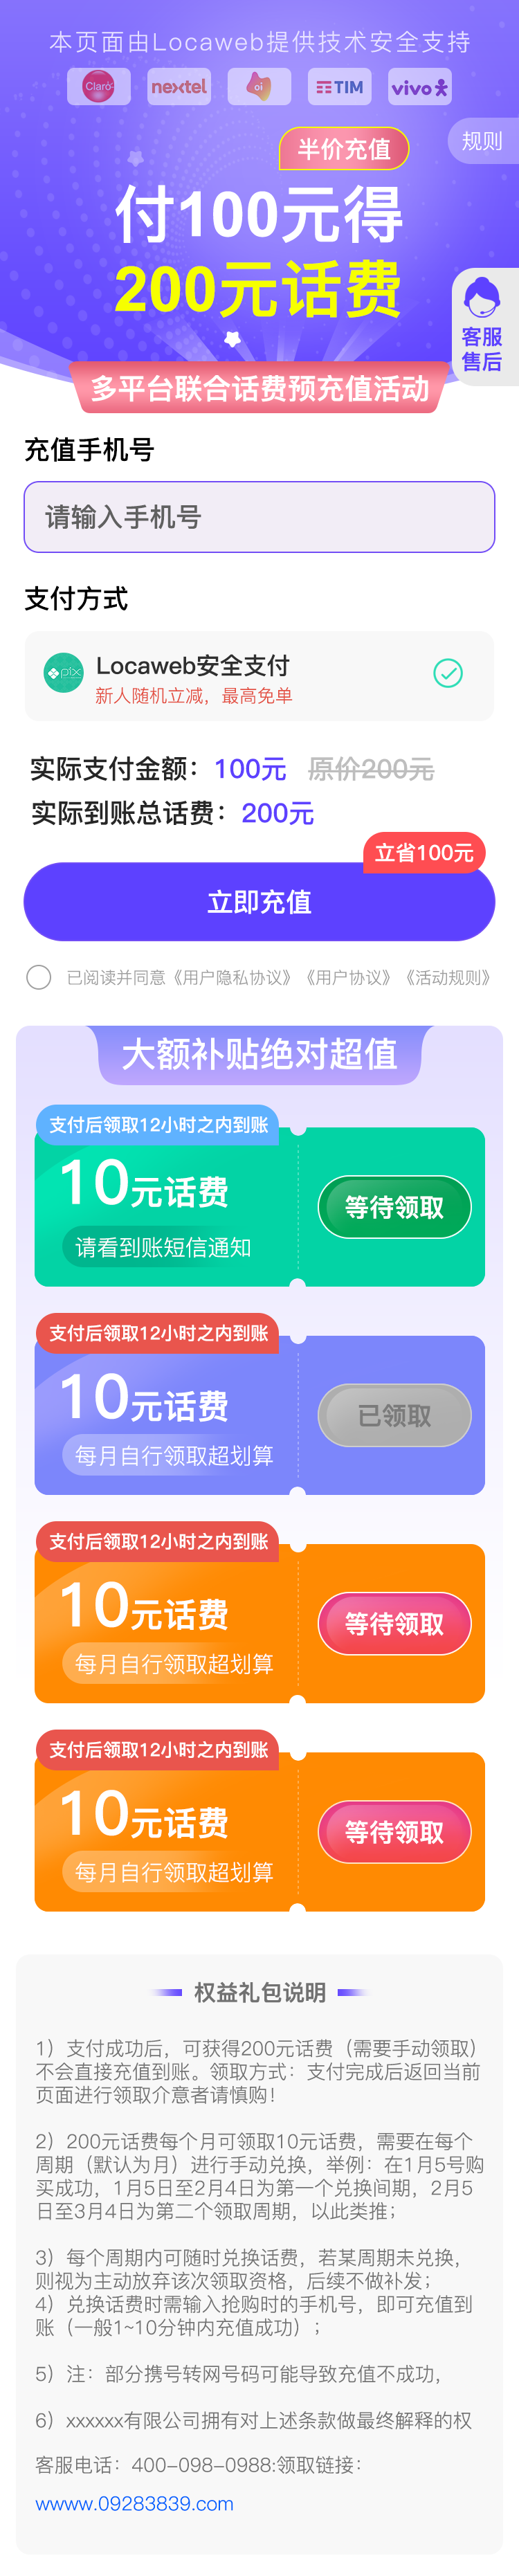 本页面由Locaweb提供技术安全支持
Claro
nextel
oi
TIM
vivo
半价充值
规则
付100元得
200元话费
客服
售后
多平台联合话费预充值活动
充值手机号
请输入手机号
支付方式
pix
Locaweb安全支付
新人随机立减，最高免单
实际支付金额：100元 原价200元
实际到账总话费：200元
立省100元
立即充值
已阅读并同意《用户隐私协议》《用户协议》《活动规则》
大额补贴绝对超值
支付后领取12小时之内到账
10元话费
等待领取
请看到账短信通知
支付后领取12小时之内到账
10元话费
已领取
每月自行领取超划算
支付后领取12小时之内到账
10元话费
等待领取
每月自行领取超划算
支付后领取12小时之内到账
10元话费
等待领取
每月自行领取超划算
权益礼包说明
1）支付成功后，可获得200元话费（需要手动领取）
不会直接充值到账。领取方式：支付完成后返回当前
页面进行领取介意者请慎购！
2）200元话费每个月可领取10元话费，需要在每个
周期（默认为月）进行手动兑换，举例：在1月5号购
买成功，1月5日至2月4日为第一个兑换间期，2月5
日至3月4日为第二个领取周期，以此类推；
3）每个周期内可随时兑换话费，若某周期未兑换，
则视为主动放弃该次领取资格，后续不做补发；
4）兑换话费时需输入抢购时的手机号，即可充值到
账（一般1~10分钟内充值成功）；
5）注：部分携号转网号码可能导致充值不成功，
6）xxxxxx有限公司拥有对上述条款做最终解释的权
客服电话：400-098-0988:领取链接：
wwww.09283839.com